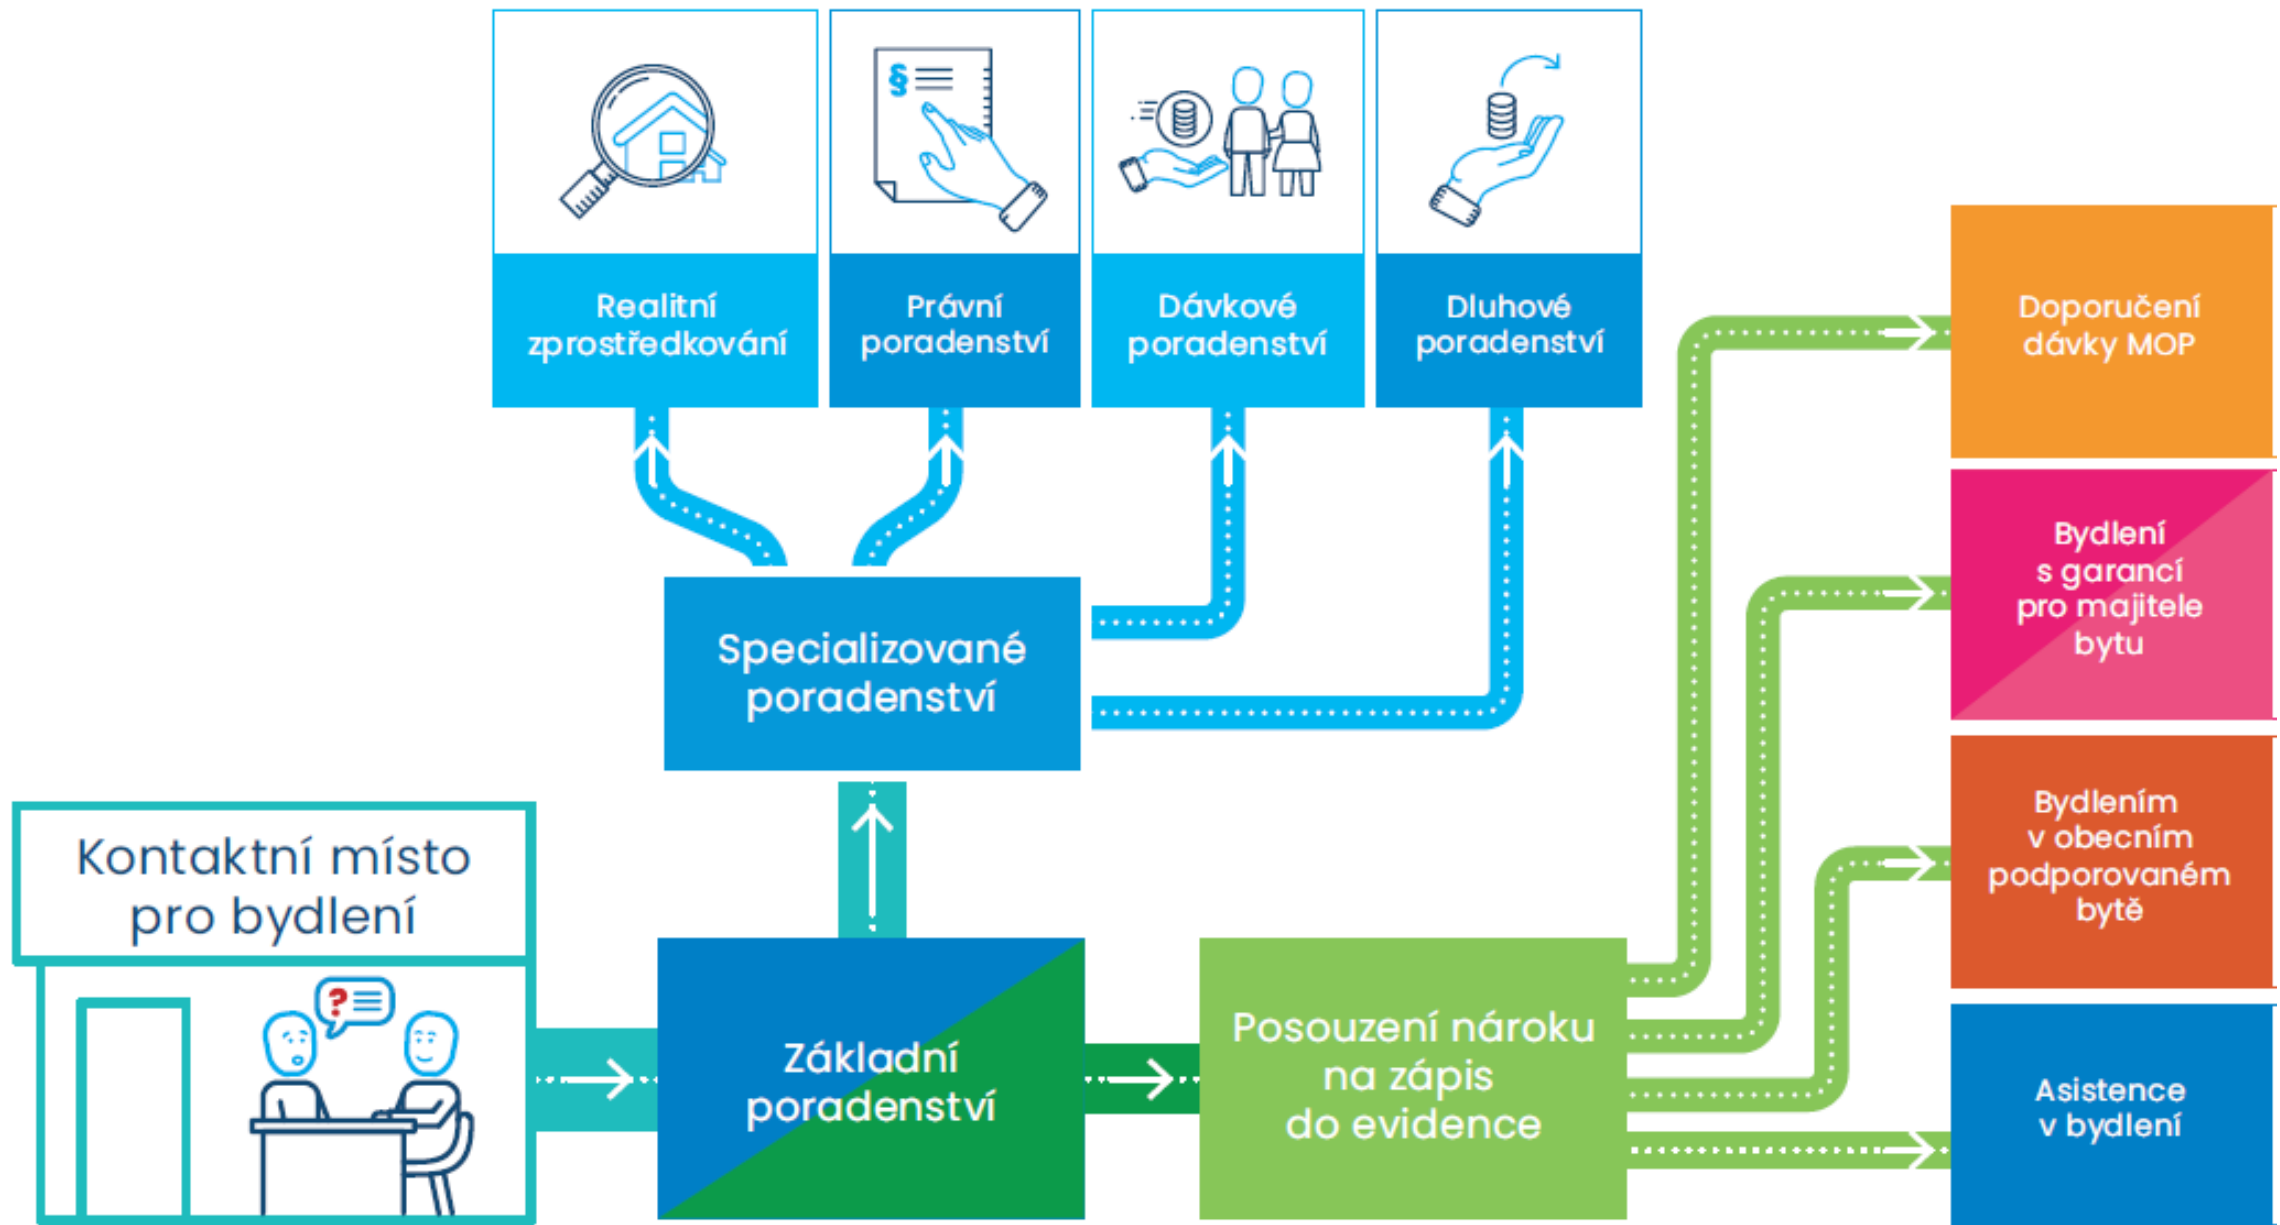 §
Realitní
zprostředkování
Právní
poradenství
Dávkové
poradenství
Dluhové
poradenství
Doporučení
dávky MOP
Bydlení
s garancí
pro majitele
bytu
Specializované
poradenství
Bydlením
v obecním
podporovaném
bytě
Kontaktní místo
pro bydlení
?
Základní
poradenství
Posouzení nároku
na zápis
do evidence
Asistence
v bydlení